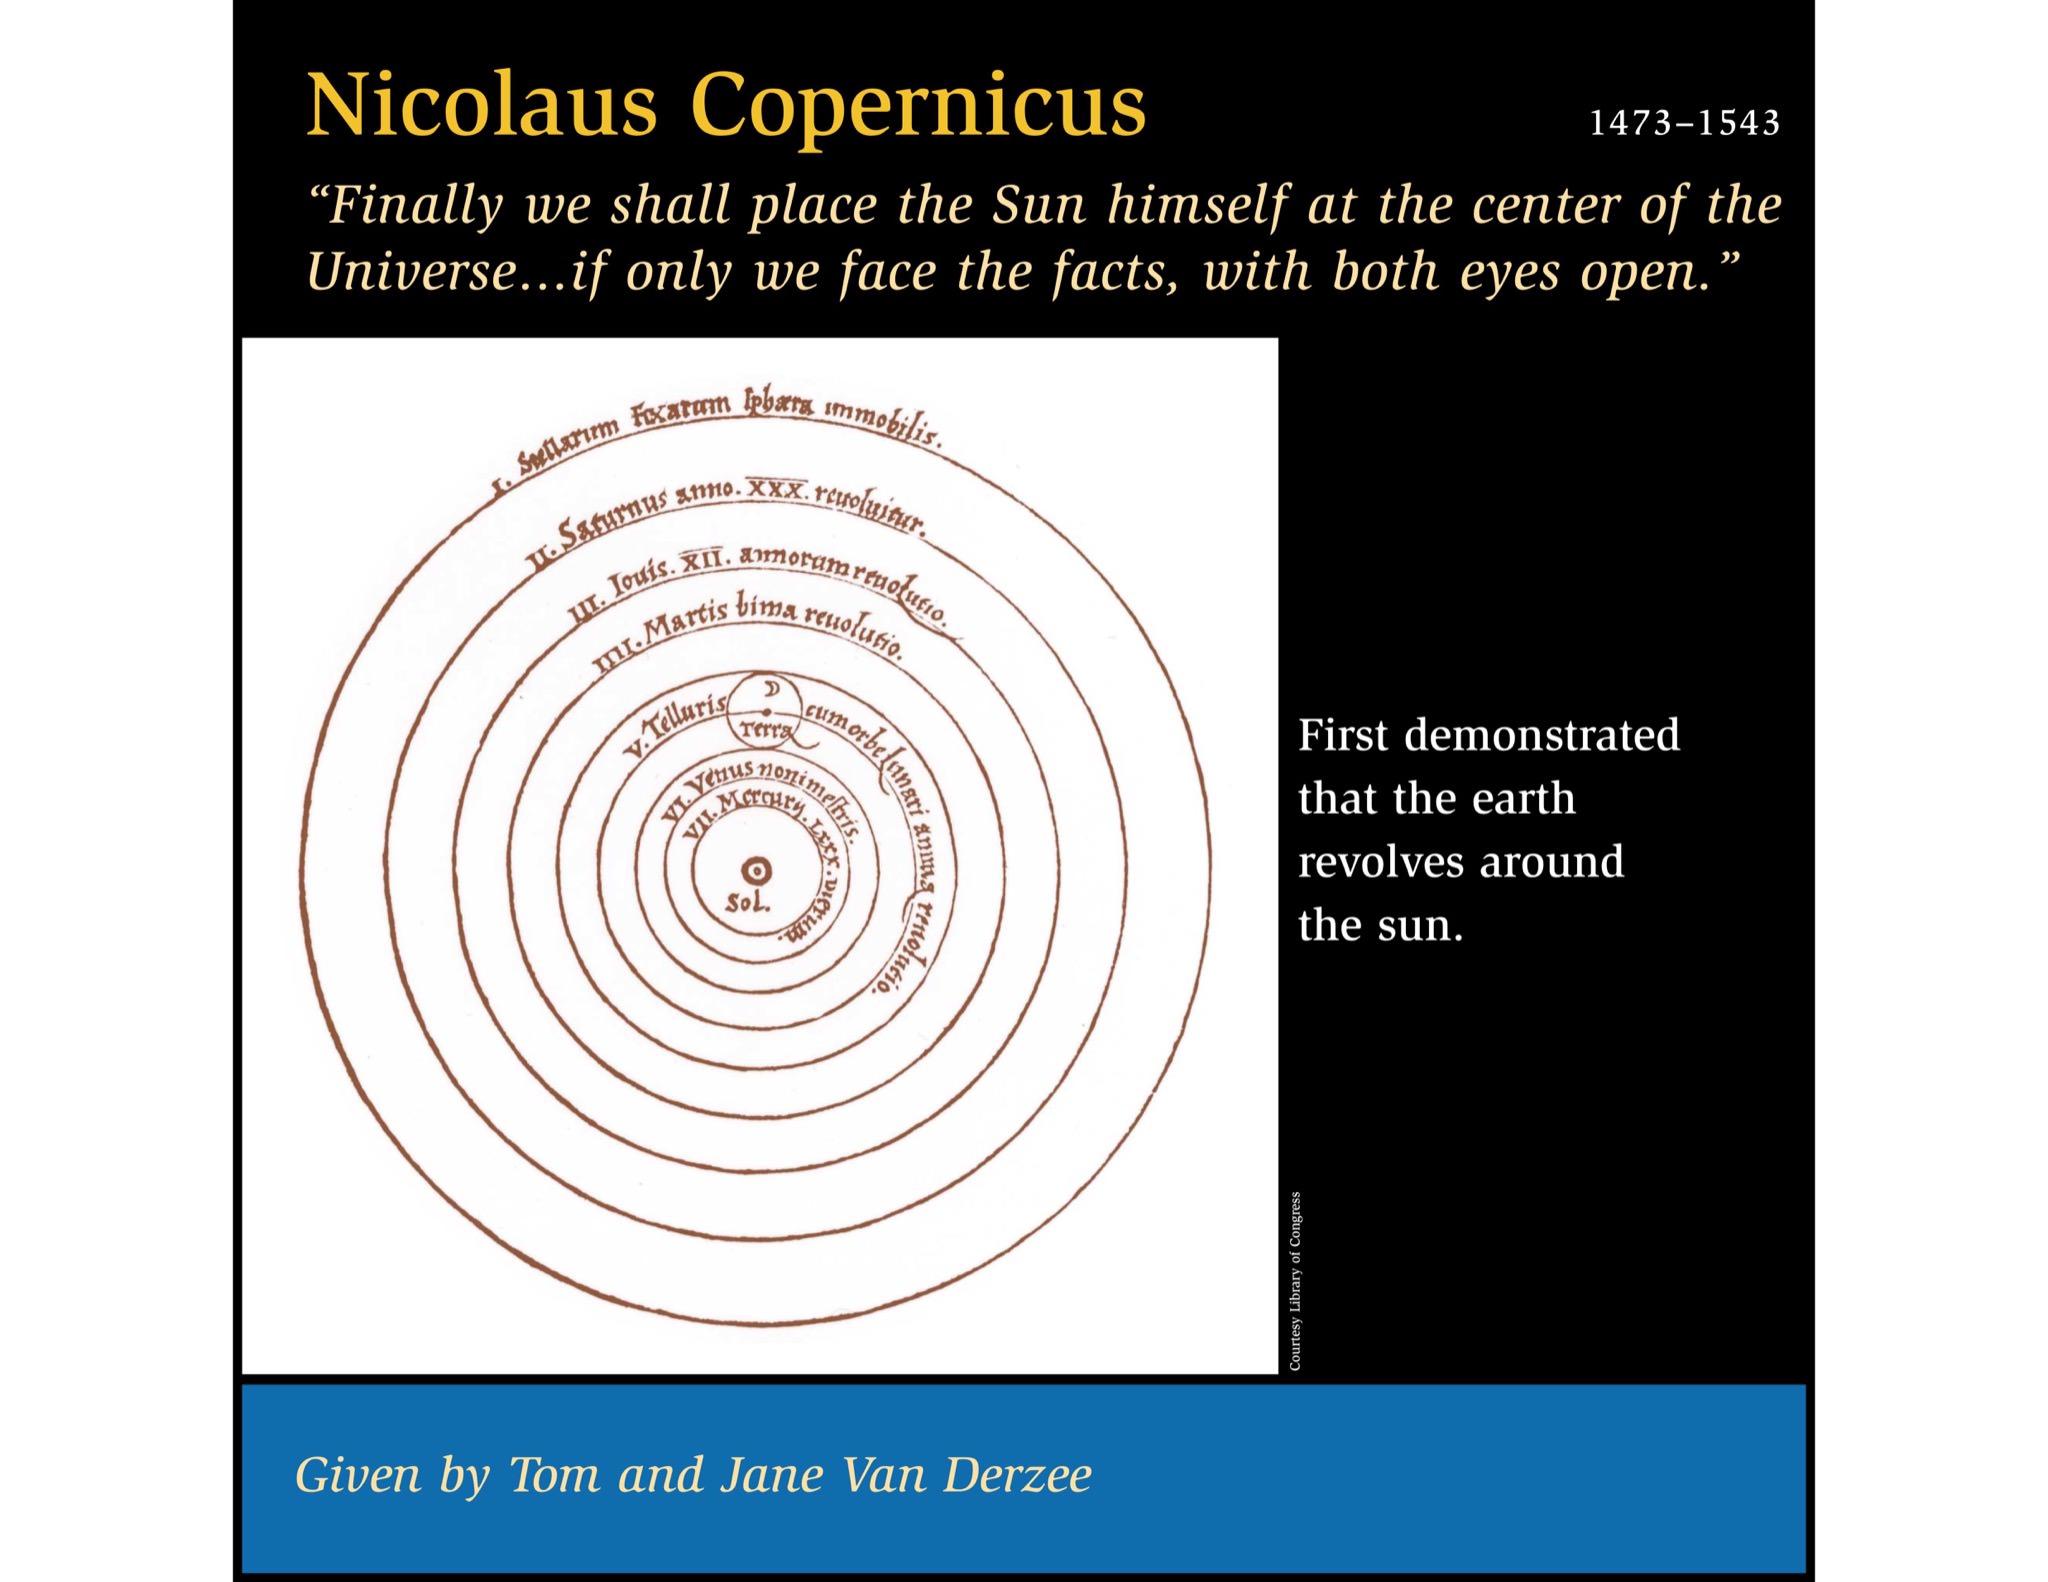 Nicolaus Copernicus
1473–1543
“Finally we shall place the Sun himself at the center of the
Universe...if only we face the facts, with both eyes open.”
I. Stellarum Fixarum sphæra immobilis.
II. Saturnus anno. XXX. reuoluitur.
III. Iouis. XII. annorum reuolutio.
IIII. Martis bima reuolutio.
V. Telluris cum orbe lunari annua reuolutio.
Terra
VI. Venus nonimestris.
VII. Mercury. LXXX. dierum.
Sol.
First demonstrated
that the earth
revolves around
the sun.
Courtesy Library of Congress
Given by Tom and Jane Van Derzee